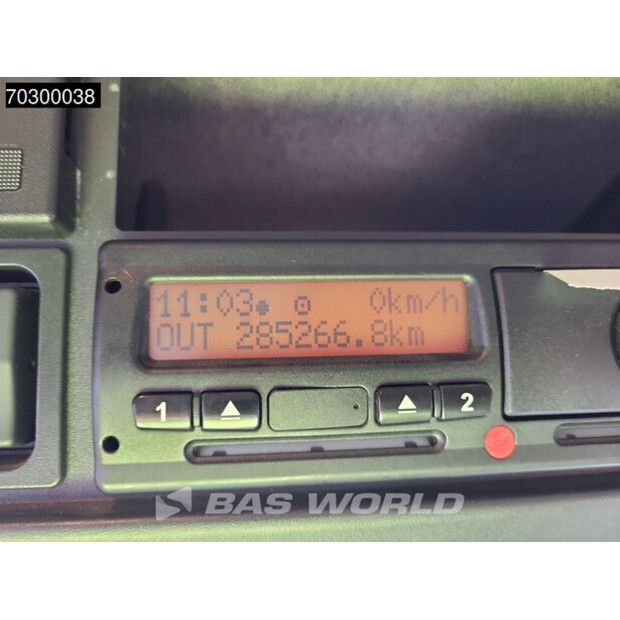 70300038
11:03 0km/h
OUT 285266.8km
1 2
BAS WORLD